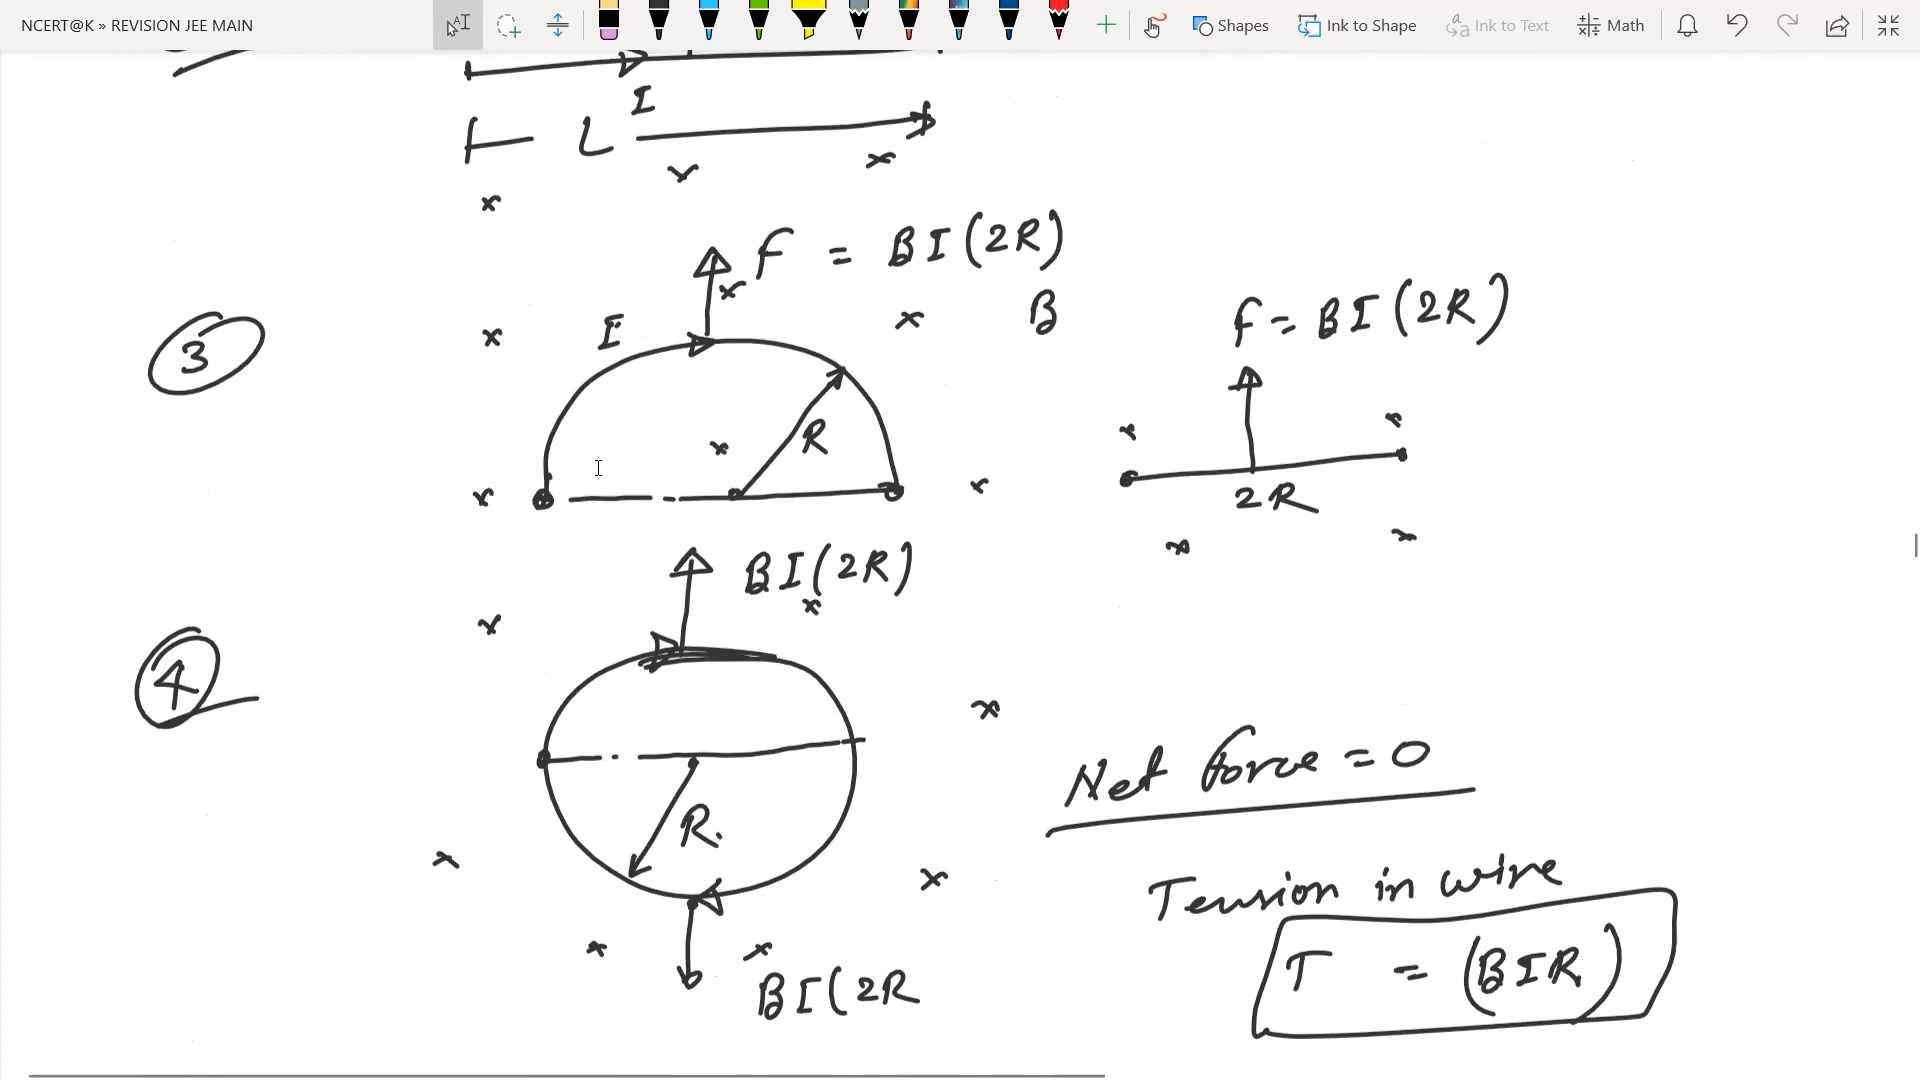 NCERT@K » REVISION JEE MAIN
Shapes
Ink to Shape
Ink to Text
Math
I
L
x x x
F = BI(2R)
x x x B
3
I
R
x x x
F = BI(2R)
x x
2R
x x
BI(2R)
x x
4
x
R.
x x
x x
BI(2R
Net force = 0
Tension in wire
T = (BIR)